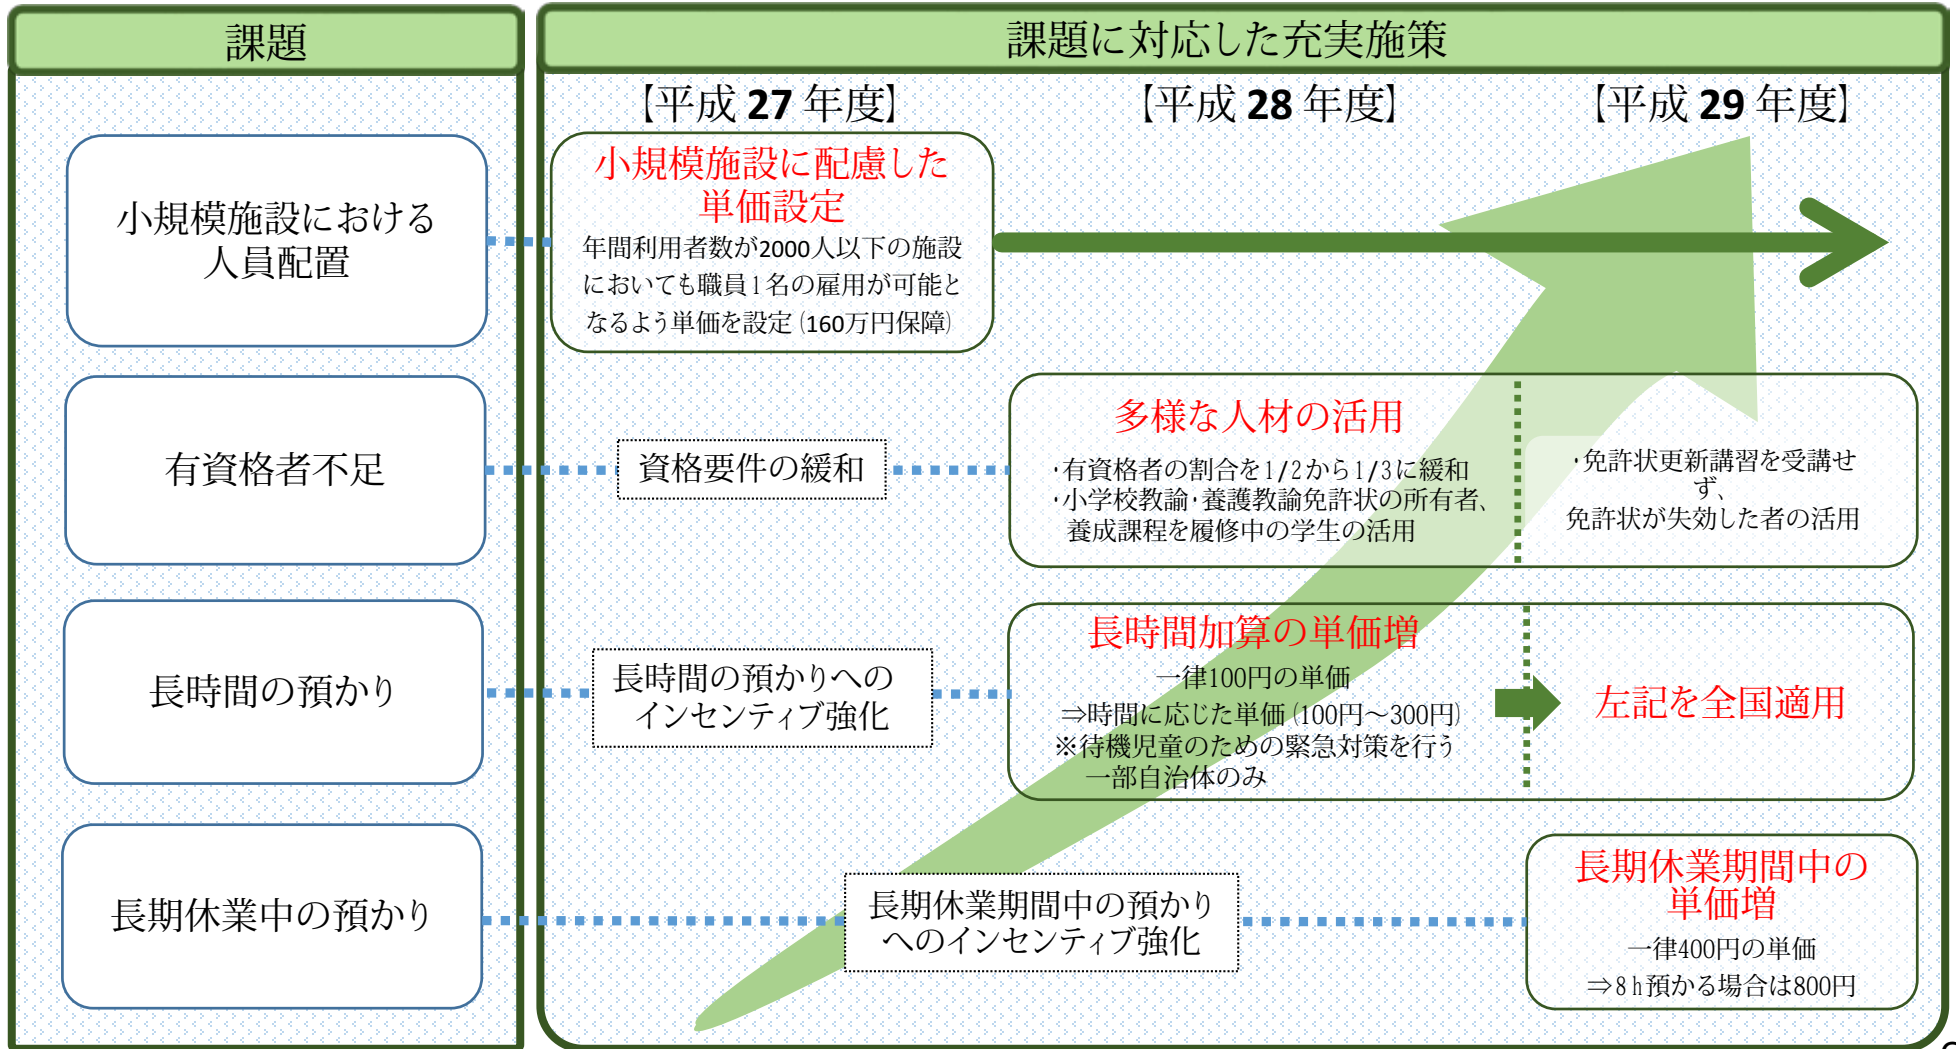 課題
課題に対応した充実施策
【平成 27 年度】
【平成 28 年度】
【平成 29 年度】
小規模施設における
人員配置
小規模施設に配慮した
単価設定
年間利用者数が2000人以下の施設
においても職員1名の雇用が可能と
なるよう単価を設定(160万円保障)
有資格者不足
資格要件の緩和
多様な人材の活用
・有資格者の割合を1/2から1/3に緩和
・小学校教諭・養護教諭免許状の所有者、
養成課程を履修中の学生の活用
・免許状更新講習を受講せ
ず、
免許状が失効した者の活用
長時間の預かり
長時間の預かりへの
インセンティブ強化
長時間加算の単価増
一律100円の単価
⇒時間に応じた単価(100円～300円)
※待機児童のための緊急対策を行う
一部自治体のみ
左記を全国適用
長期休業中の預かり
長期休業期間中の預かり
へのインセンティブ強化
長期休業期間中の
単価増
一律400円の単価
⇒8h預かる場合は800円